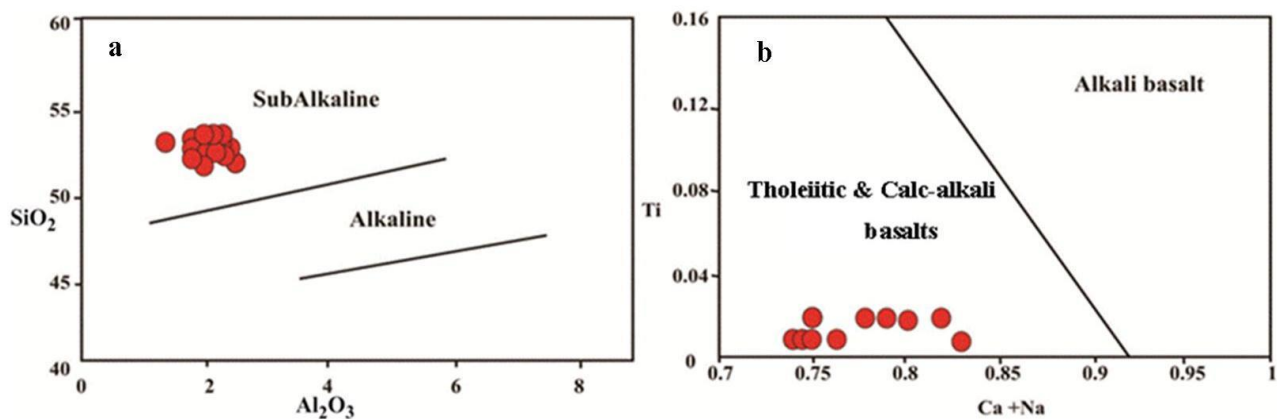 a
60
55
50
45
40
SiO2
SubAlkaline
Alkaline
0
2
4
6
8
Al2O3
b
0.16
0.12
0.08
0.04
0
Ti
Alkali basalt
Tholeiitic & Calc-alkali
basalts
0.7
0.75
0.8
0.85
0.9
0.95
1
Ca +Na